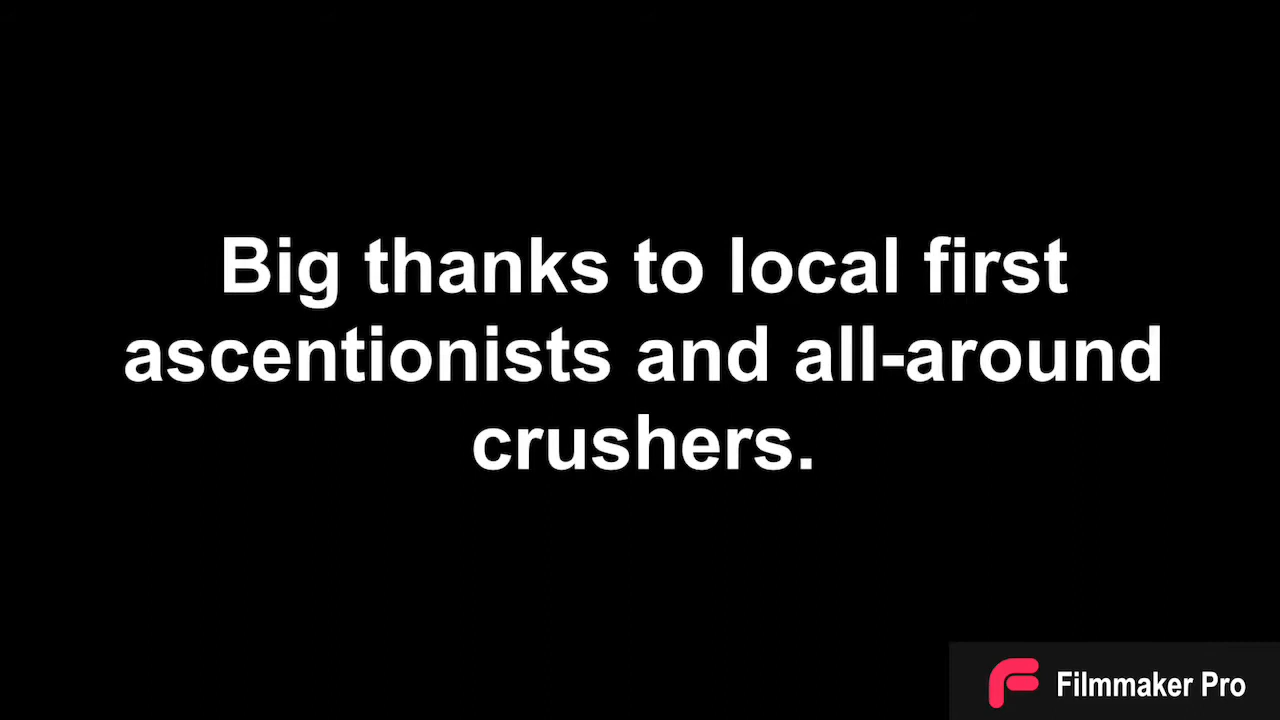 Big thanks to local first
ascentionists and all-around
crushers.
Filmmaker Pro